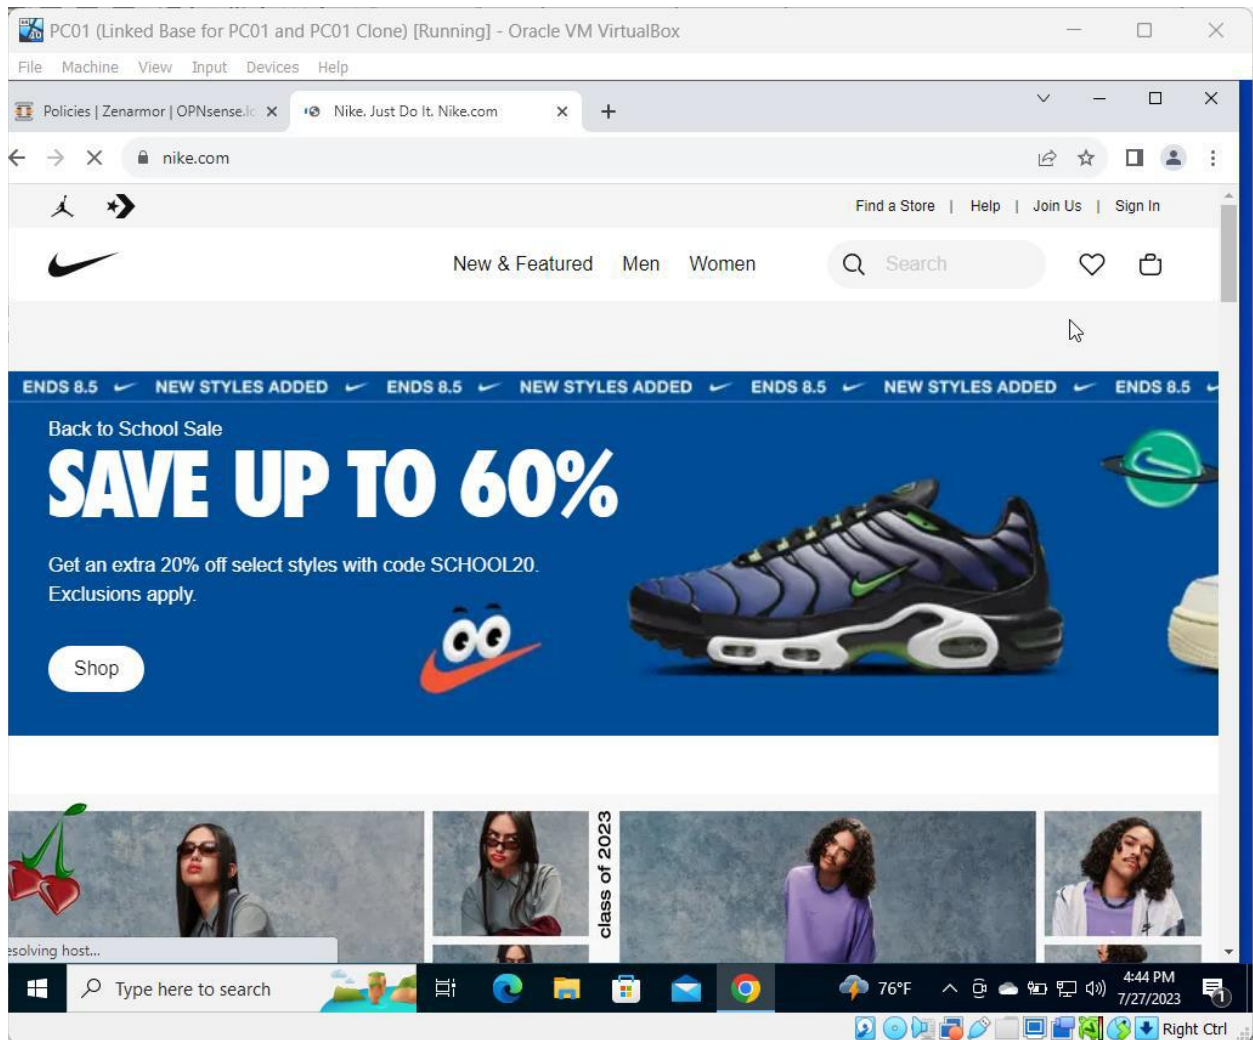 PC01 (Linked Base for PC01 and PC01 Clone) [Running] - Oracle VM VirtualBox
File Machine View Input Devices Help
Policies | Zenarmor | OPNsense.lo
Nike. Just Do It. Nike.com
nike.com
Find a Store | Help | Join Us | Sign In
New & Featured Men Women Search
ENDS 8.5 NEW STYLES ADDED ENDS 8.5 NEW STYLES ADDED ENDS 8.5 NEW STYLES ADDED ENDS 8.5
Back to School Sale
SAVE UP TO 60%
Get an extra 20% off select styles with code SCHOOL20.
Exclusions apply.
Shop
class of 2023
esolving host...
Type here to search
76°F
4:44 PM
7/27/2023
1
Right Ctrl